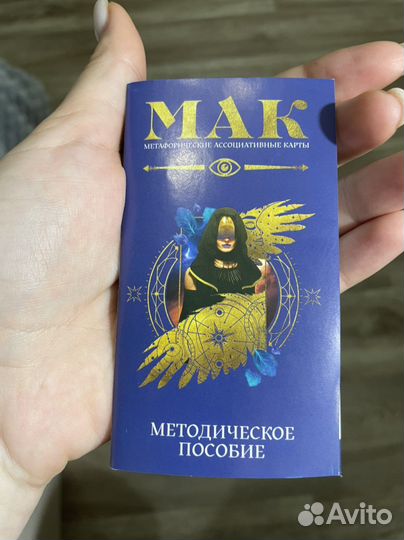 МАК
МЕТАФОРИЧЕСКИЕ АССОЦИАТИВНЫЕ КАРТЫ
МЕТОДИЧЕСКОЕ
ПОСОБИЕ
Avito